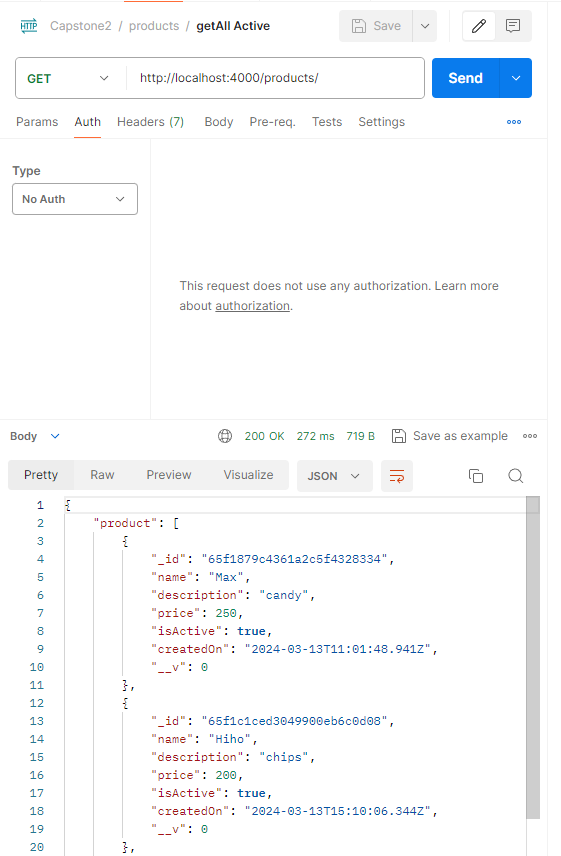 HTTP Capstone2 / products / getAll Active Save
GET http://localhost:4000/products/ Send
Params Auth Headers (7) Body Pre-req. Tests Settings
Type
No Auth
This request does not use any authorization. Learn more
about authorization.
Body 200 OK 272 ms 719 B Save as example
Pretty Raw Preview Visualize JSON
1 {
2 "product": [
3 {
4 "_id": "65f1879c4361a2c5f4328334",
5 "name": "Max",
6 "description": "candy",
7 "price": 250,
8 "isActive": true,
9 "createdOn": "2024-03-13T11:01:48.941Z",
10 "__v": 0
11 },
12 {
13 "_id": "65f1c1ced3049900eb6c0d08",
14 "name": "Hiho",
15 "description": "chips",
16 "price": 200,
17 "isActive": true,
18 "createdOn": "2024-03-13T15:10:06.344Z",
19 "__v": 0
20 },